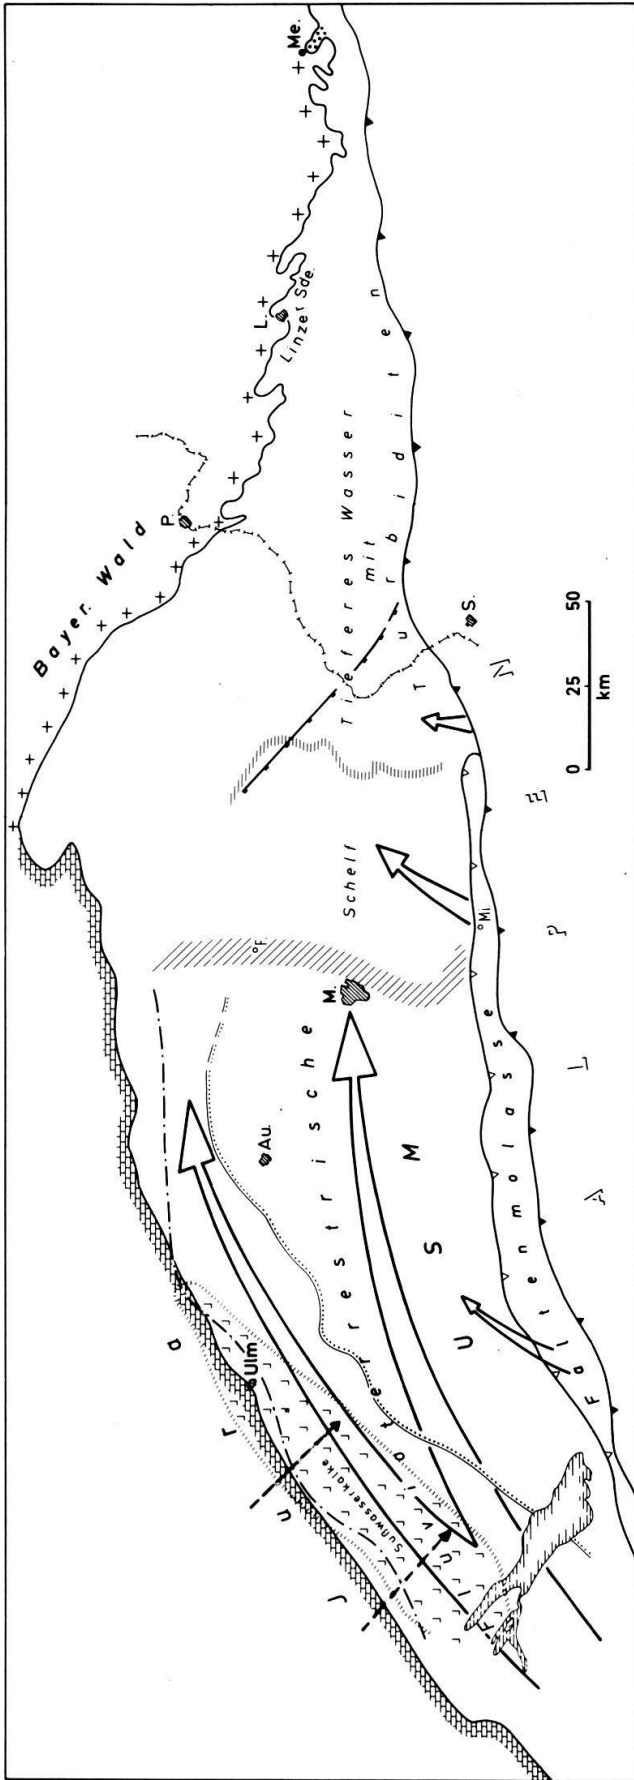 Bayer. Wald
P.
L.
Linzer Sde.
Me.
Tieferes Wasser
mit
Turbiditen
S.
Schelf
F.
M.
Mi.
Au.
Ulm
Jura
Süßwasserkalke
Fluvioterrestrische
USM
Faltenmolasse
ALPEN
0 25 50
km